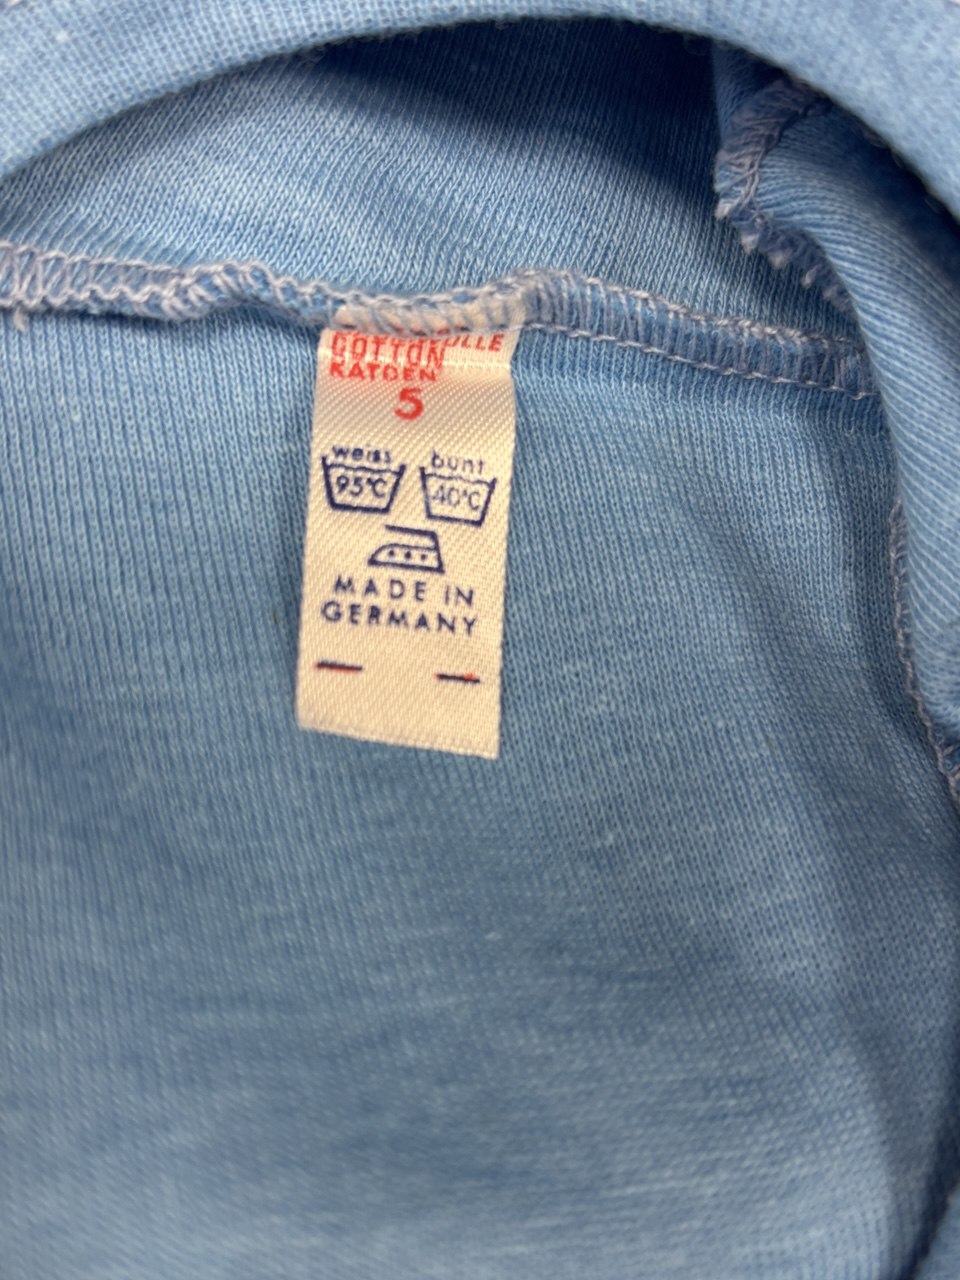 COTTON
KATOEN
5
weiss bunt
95°C 40°C
MADE IN
GERMANY